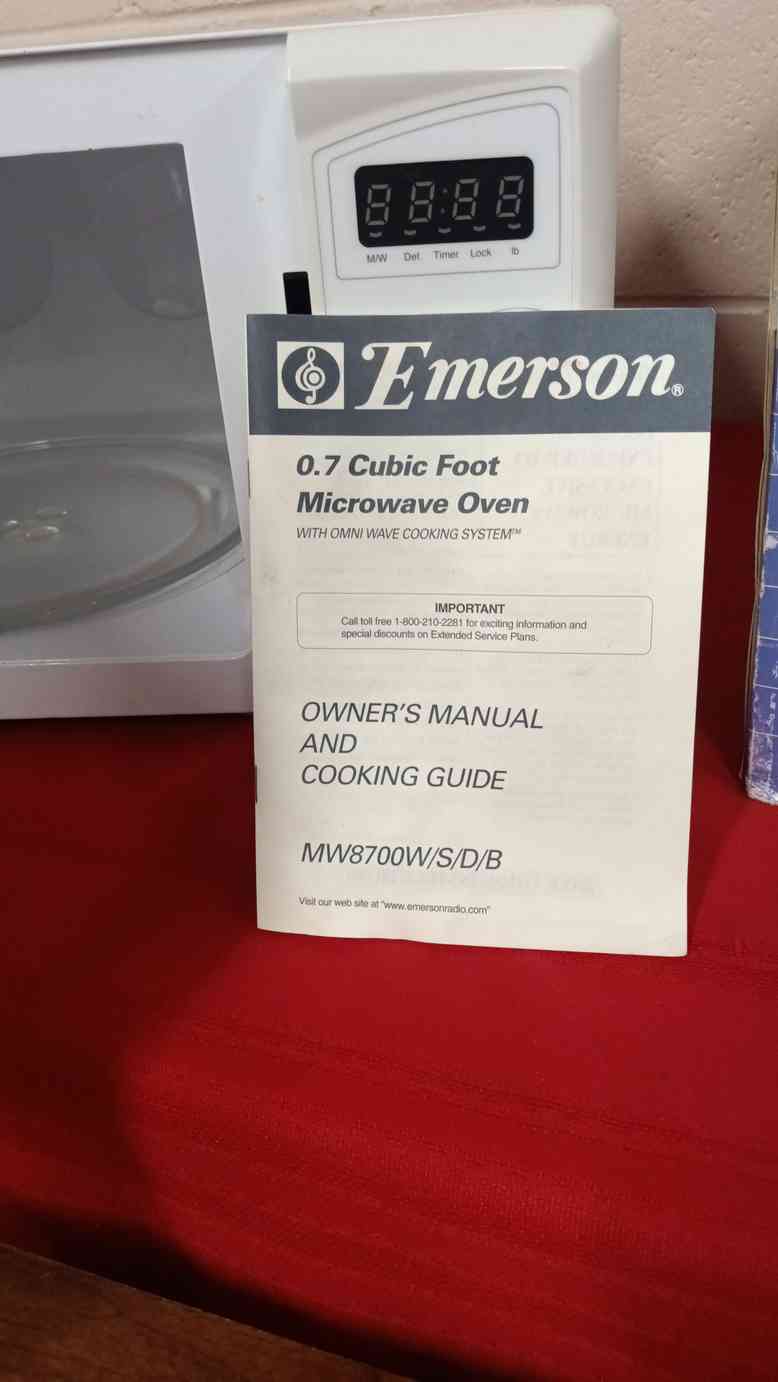 M/W Def. Timer Lock lb
Emerson®
0.7 Cubic Foot
Microwave Oven
WITH OMNI WAVE COOKING SYSTEM℠
IMPORTANT
Call toll free 1-800-210-2281 for exciting information and
special discounts on Extended Service Plans.
OWNER'S MANUAL
AND
COOKING GUIDE
MW8700W/S/D/B
Visit our web site at "www.emersonradio.com"